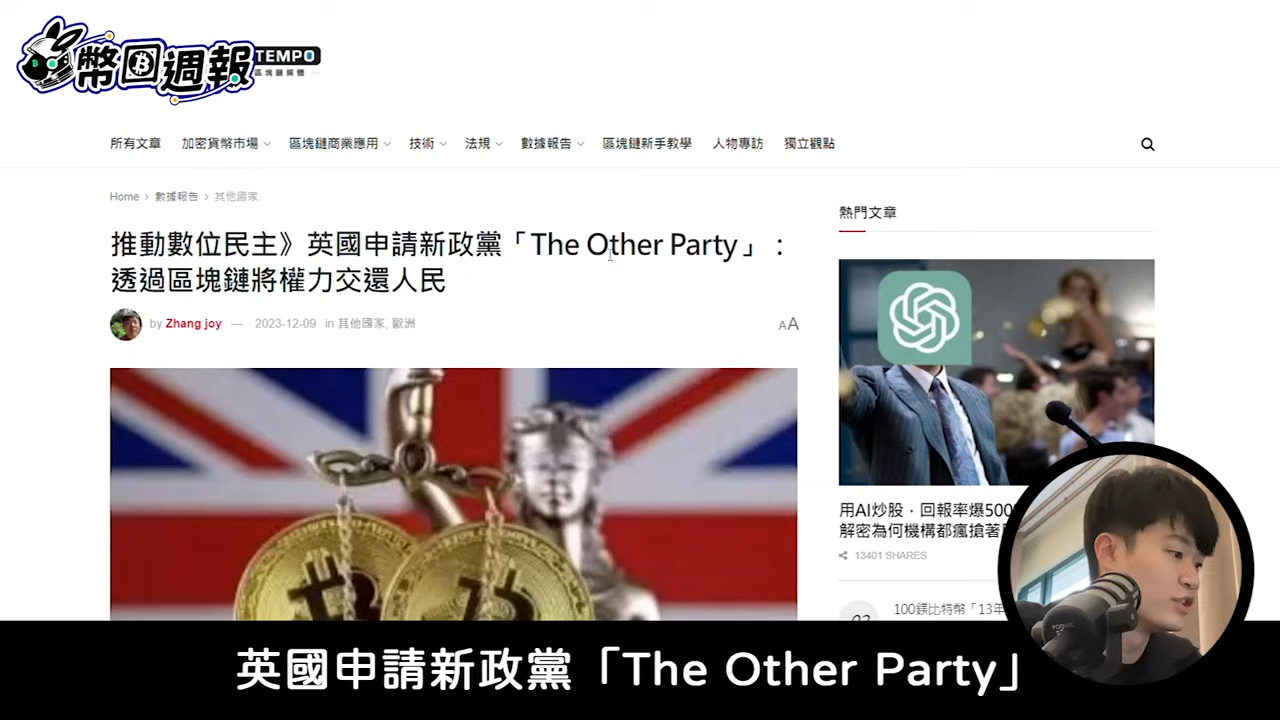 幣回週報
TEMPO
區塊鏈媒體
所有文章 加密貨幣市場 區塊鏈商業應用 技術 法規 數據報告 區塊鏈新手教學 人物專訪 獨立觀點
Home > 數據報告 > 其他國家
推動數位民主》英國申請新政黨「The Other Party」：
透過區塊鏈將權力交還人民
by Zhang joy — 2023-12-09 in 其他國家, 歐洲
AA
熱門文章
用AI炒股，回報率爆500
解密為何機構都瘋搶著
13401 SHARES
100鎂比特幣「13年
英國申請新政黨「The Other Party」